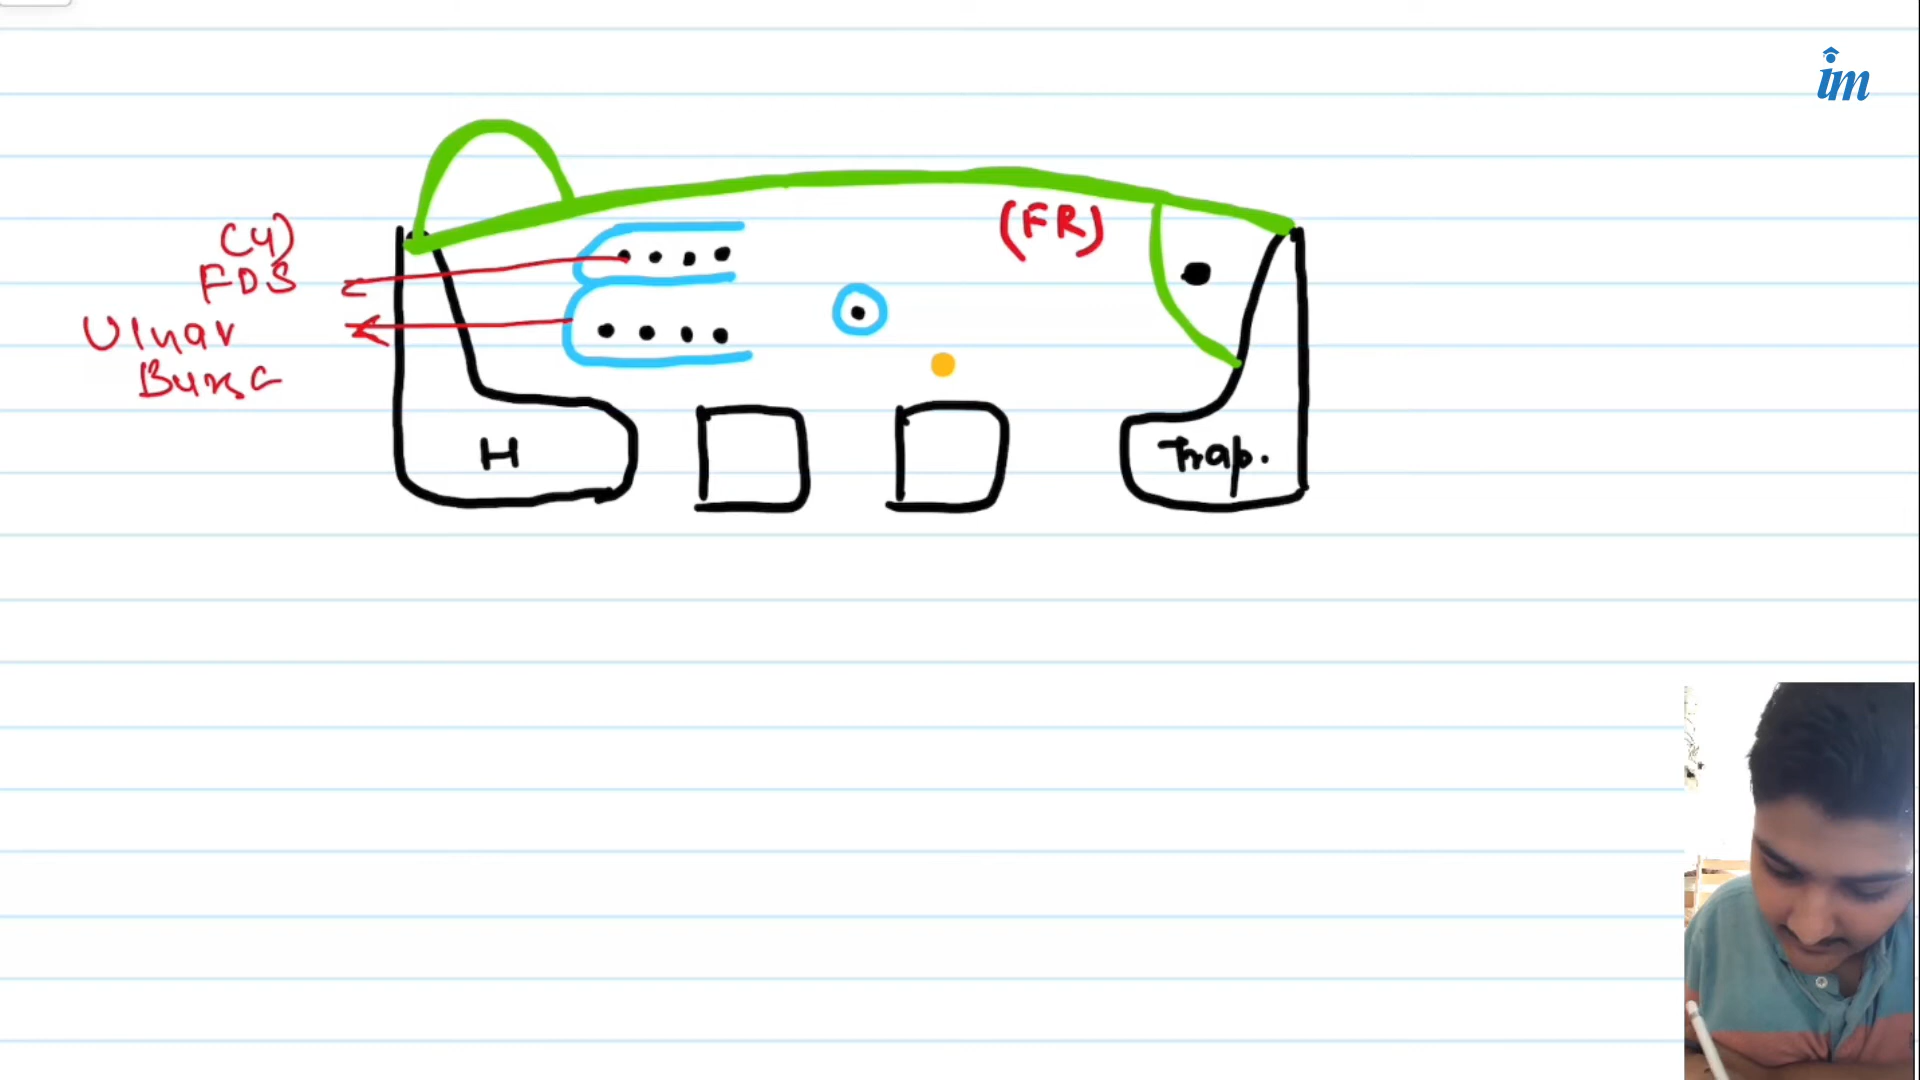 im
(FR)
(4)
FDS
Ulnar
Bursa
H
Trap.